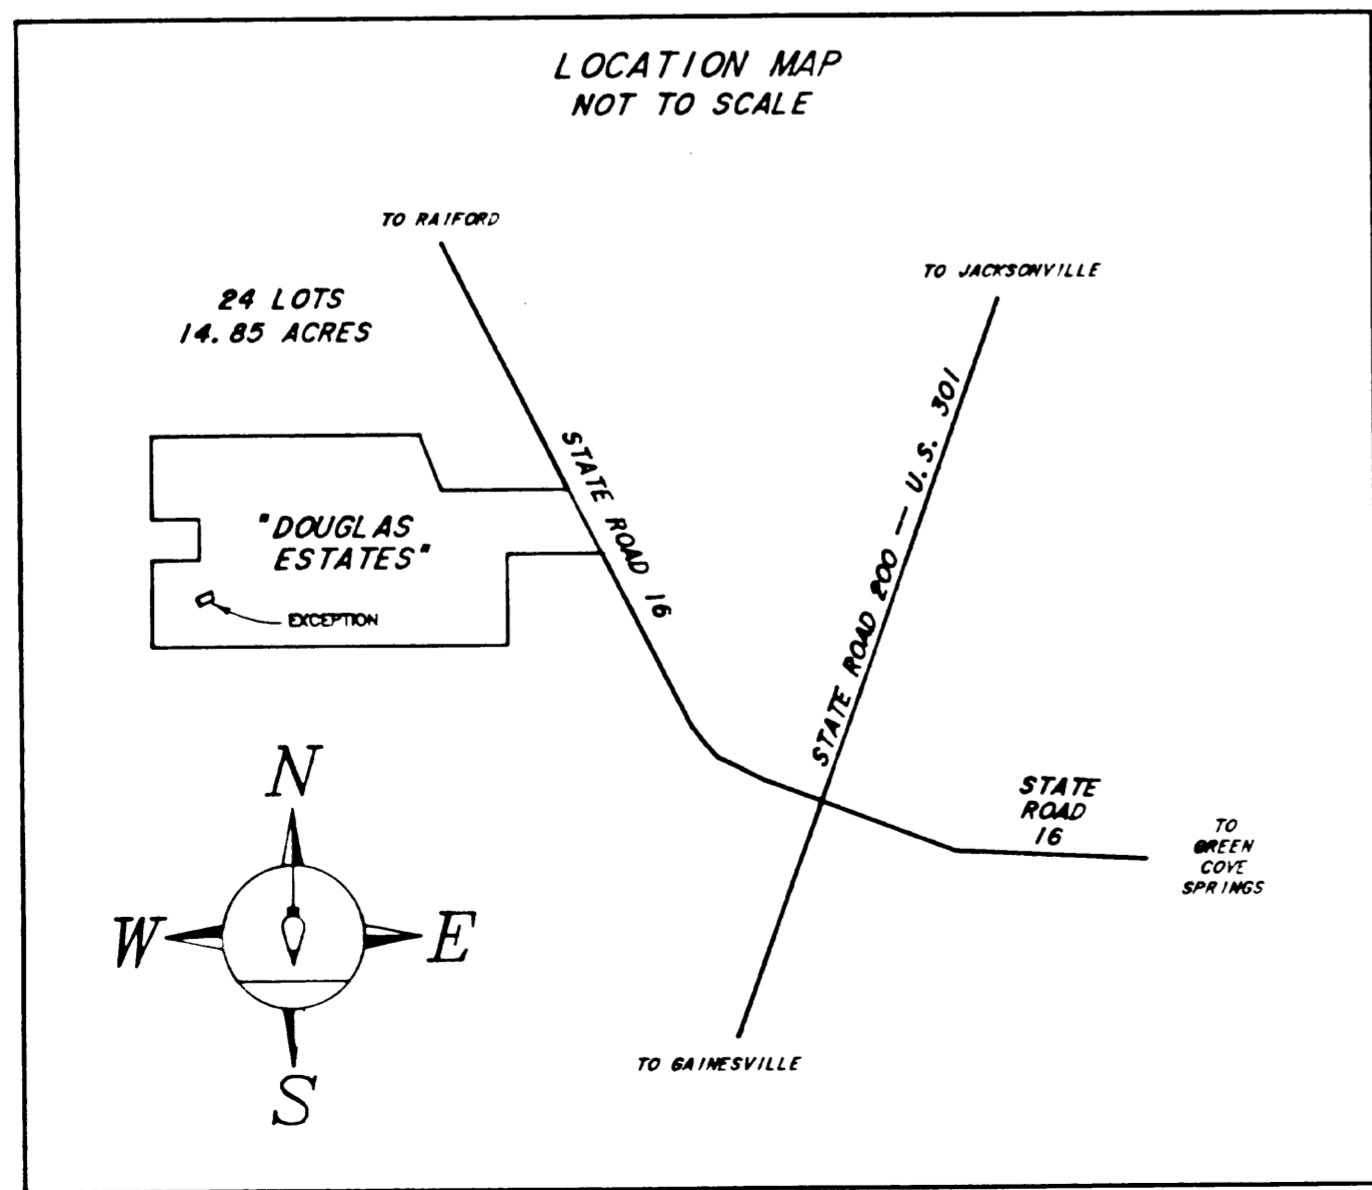 LOCATION MAP
NOT TO SCALE
TO RAIFORD
TO JACKSONVILLE
24 LOTS
14.85 ACRES
STATE ROAD 16
STATE ROAD 200 — U.S. 301
"DOUGLAS
ESTATES"
EXCEPTION
STATE
ROAD
16
TO
GREEN
COVE
SPRINGS
N
W
E
S
TO GAINESVILLE